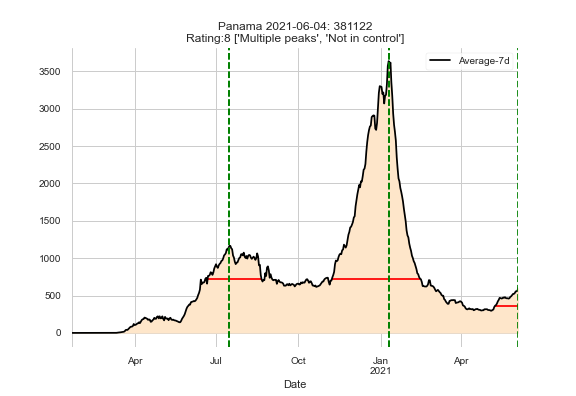 Panama 2021-06-04: 381122
Rating:8 ['Multiple peaks', 'Not in control']
Average-7d
3500
3000
2500
2000
1500
1000
500
0
Apr
Jul
Oct
Jan
2021
Apr
Date